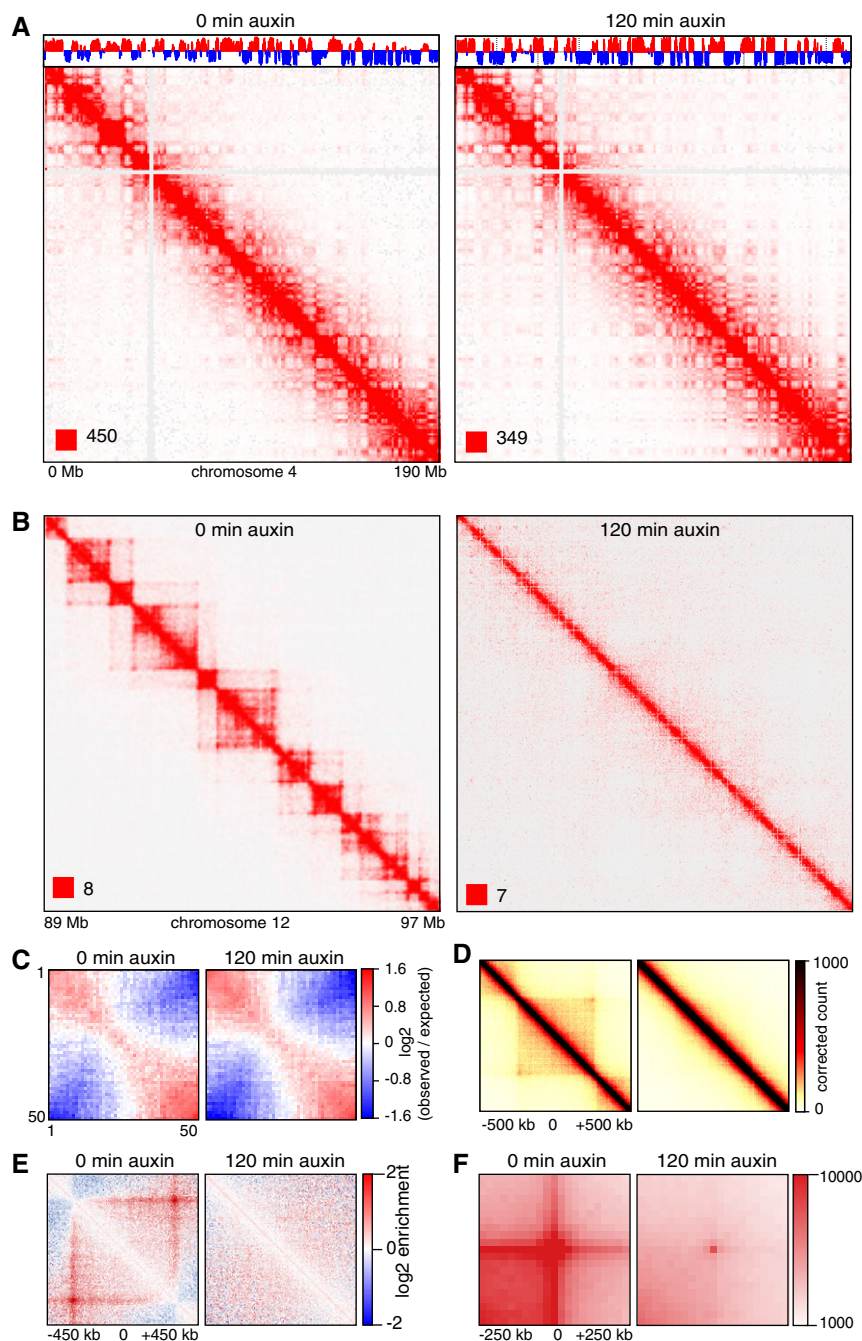 A 0 min auxin 120 min auxin
450 349
0 Mb chromosome 4 190 Mb
B 0 min auxin 120 min auxin
8 7
89 Mb chromosome 12 97 Mb
C 0 min auxin 120 min auxin
1 1.6
0.8
0
-0.8
50 -1.6
1 50
log2
(observed / expected)
D
1000
0
corrected count
-500 kb 0 +500 kb
E 0 min auxin 120 min auxin
2
0
-2
log2 enrichment
-450 kb 0 +450 kb
F 0 min auxin 120 min auxin
10000
1000
-250 kb 0 +250 kb